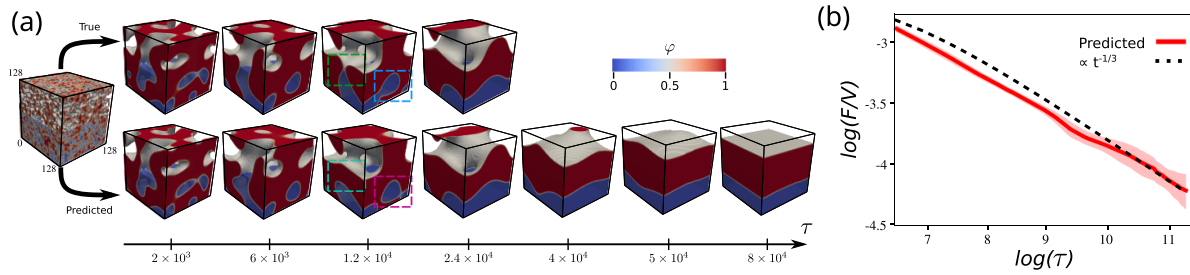 (a)
True
128
0
128
128
Predicted
φ
0 0.5 1
τ
2 × 10³
6 × 10³
1.2 × 10⁴
2.4 × 10⁴
4 × 10⁴
5 × 10⁴
8 × 10⁴
(b)
Predicted
∝ t⁻¹/³
log(F/V)
-3
-3.5
-4
-4.5
7 8 9 10 11
log(τ)